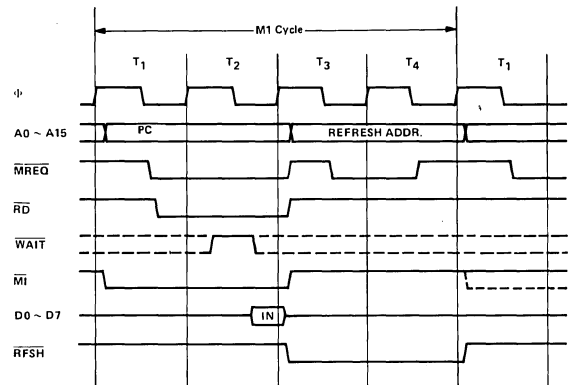 M1 Cycle
T1 T2 T3 T4 T1
Φ
A0 ~ A15 PC REFRESH ADDR.
MREQ
RD
WAIT
M1
D0 ~ D7 IN
RFSH